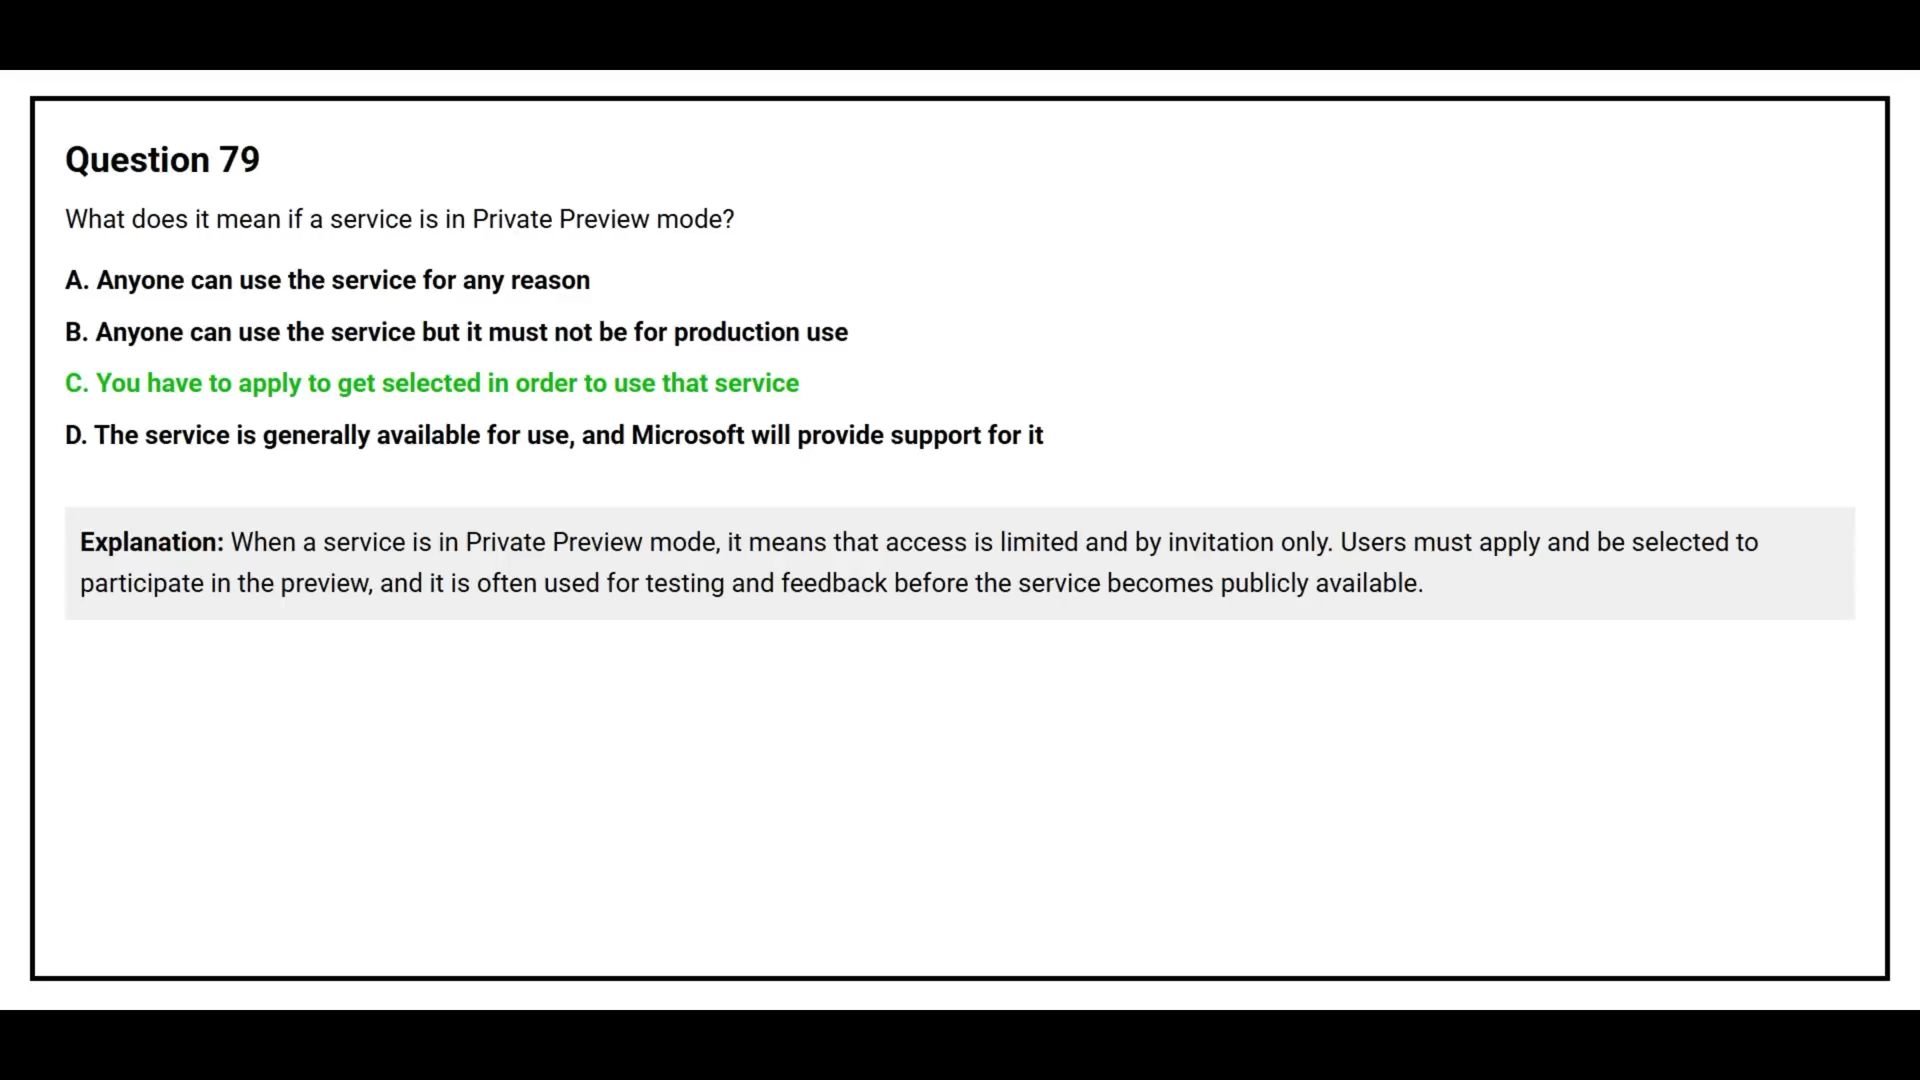 Question 79
What does it mean if a service is in Private Preview mode?
A. Anyone can use the service for any reason
B. Anyone can use the service but it must not be for production use
C. You have to apply to get selected in order to use that service
D. The service is generally available for use, and Microsoft will provide support for it
Explanation: When a service is in Private Preview mode, it means that access is limited and by invitation only. Users must apply and be selected to
participate in the preview, and it is often used for testing and feedback before the service becomes publicly available.